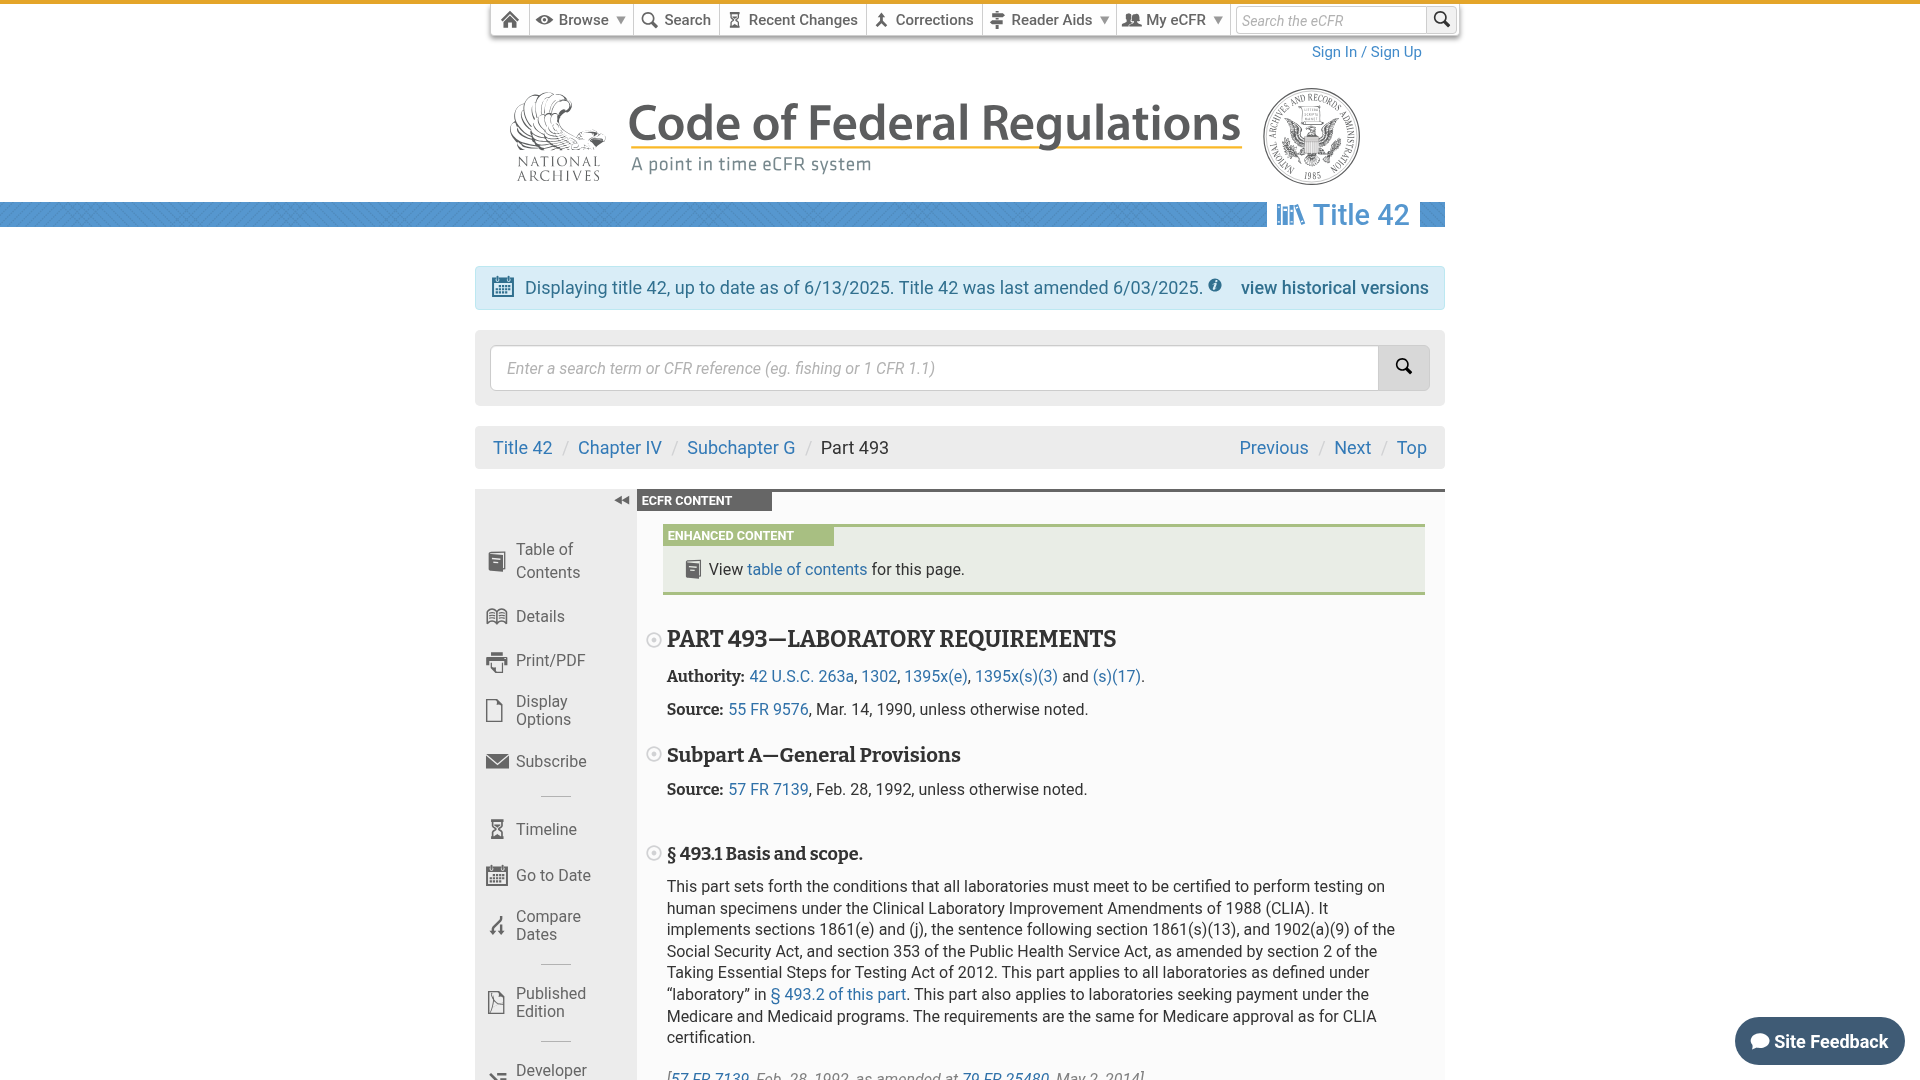 Browse
Search
Recent Changes
Corrections
Reader Aids
My eCFR
Search the eCFR
Sign In / Sign Up
NATIONAL
ARCHIVES
Code of Federal Regulations
A point in time eCFR system
NATIONAL ARCHIVES AND RECORDS ADMINISTRATION
1985
Title 42
Displaying title 42, up to date as of 6/13/2025. Title 42 was last amended 6/03/2025.
view historical versions
Enter a search term or CFR reference (eg. fishing or 1 CFR 1.1)
Title 42 / Chapter IV / Subchapter G / Part 493
Previous / Next / Top
Table of
Contents
Details
Print/PDF
Display
Options
Subscribe
Timeline
Go to Date
Compare
Dates
Published
Edition
Developer
ECFR CONTENT
ENHANCED CONTENT
View table of contents for this page.
PART 493—LABORATORY REQUIREMENTS
Authority: 42 U.S.C. 263a, 1302, 1395x(e), 1395x(s)(3) and (s)(17).
Source: 55 FR 9576, Mar. 14, 1990, unless otherwise noted.
Subpart A—General Provisions
Source: 57 FR 7139, Feb. 28, 1992, unless otherwise noted.
§ 493.1 Basis and scope.
This part sets forth the conditions that all laboratories must meet to be certified to perform testing on
human specimens under the Clinical Laboratory Improvement Amendments of 1988 (CLIA). It
implements sections 1861(e) and (j), the sentence following section 1861(s)(13), and 1902(a)(9) of the
Social Security Act, and section 353 of the Public Health Service Act, as amended by section 2 of the
Taking Essential Steps for Testing Act of 2012. This part applies to all laboratories as defined under
“laboratory” in § 493.2 of this part. This part also applies to laboratories seeking payment under the
Medicare and Medicaid programs. The requirements are the same for Medicare approval as for CLIA
certification.
[57 FR 7139, Feb. 28, 1992, as amended at 79 FR 25480, May 2, 2014]
Site Feedback